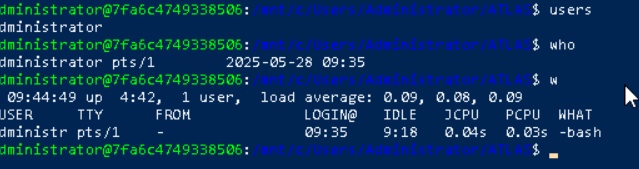 dministrator@7fa6c4749338506:/mnt/c/Users/Administrator/ATLAS$ users
dministrator
dministrator@7fa6c4749338506:/mnt/c/Users/Administrator/ATLAS$ who
dministrator pts/1        2025-05-28 09:35
dministrator@7fa6c4749338506:/mnt/c/Users/Administrator/ATLAS$ w
 09:44:49 up  4:42,  1 user,  load average: 0.09, 0.08, 0.09
USER     TTY      FROM             LOGIN@   IDLE   JCPU   PCPU WHAT
dministr pts/1    -                09:35    9:18   0.04s  0.03s -bash
dministrator@7fa6c4749338506:/mnt/c/Users/Administrator/ATLAS$